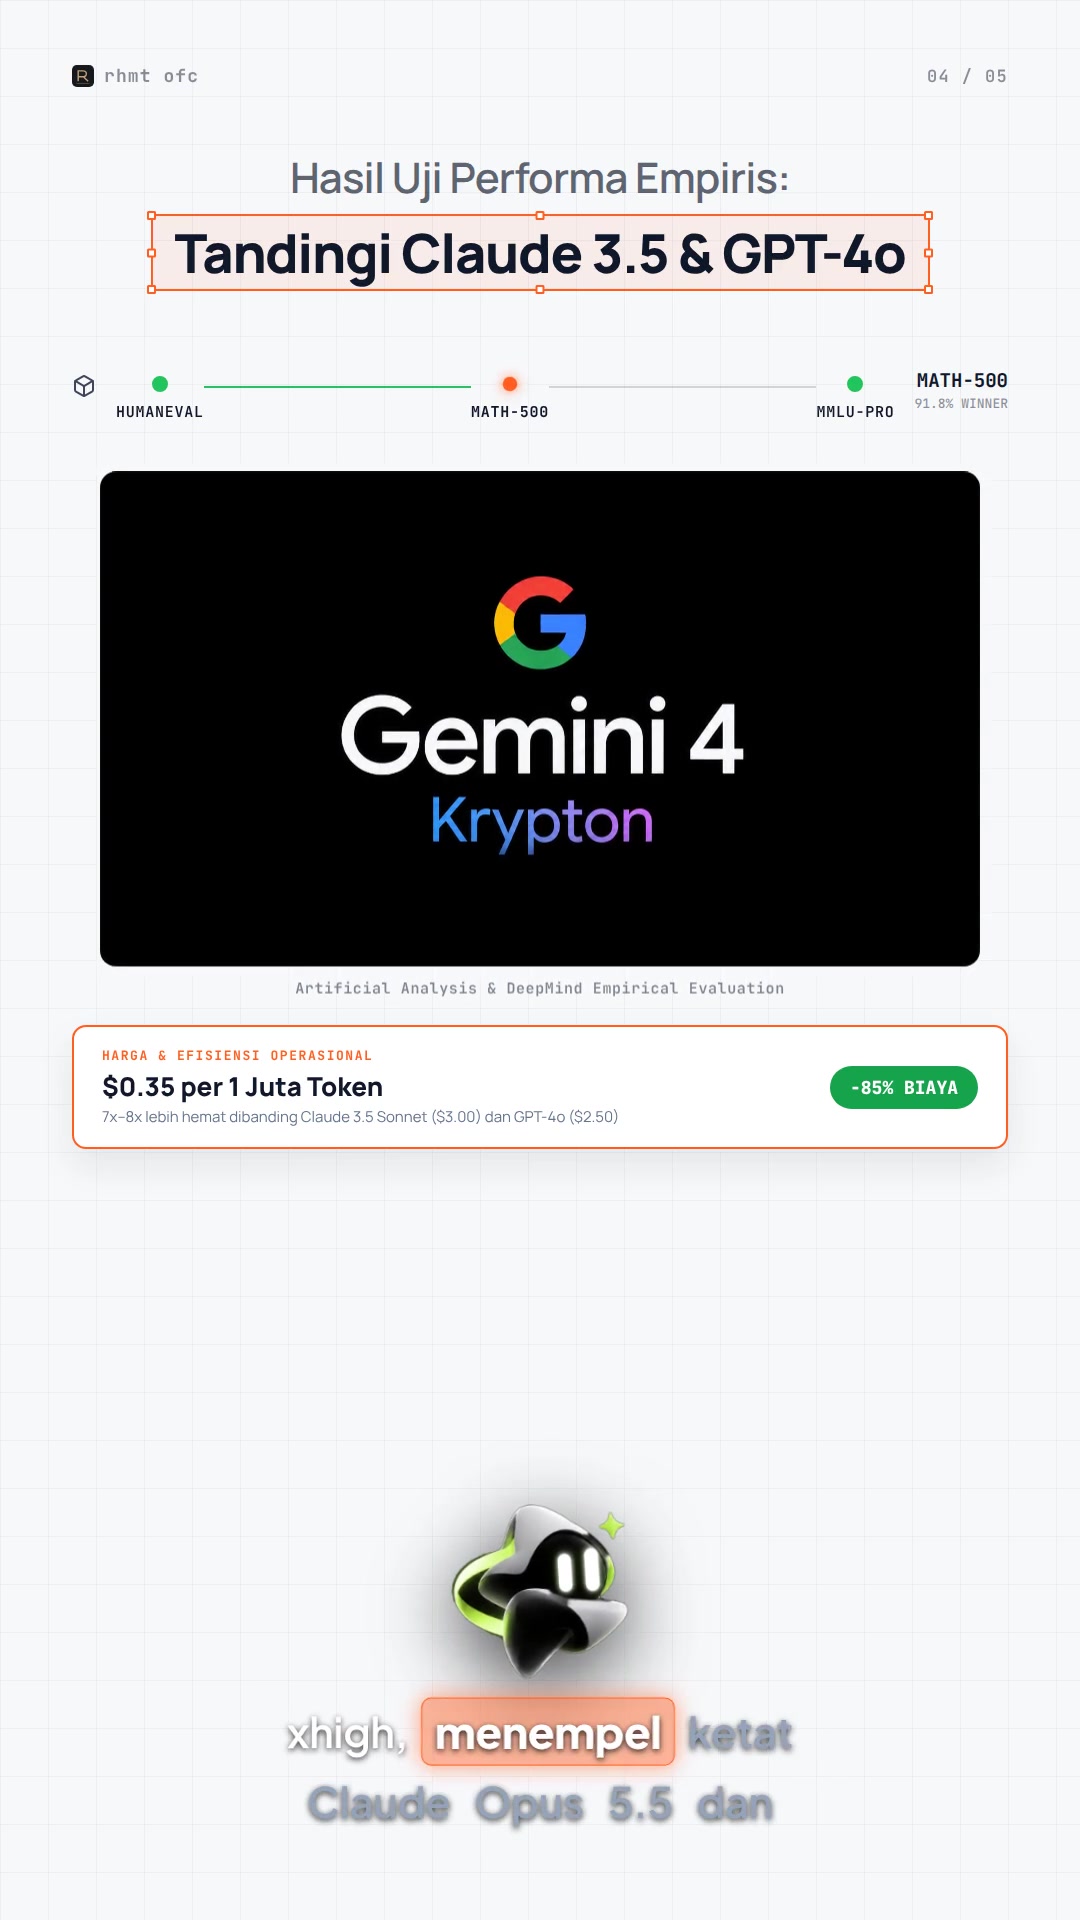 rhmt ofc
04 / 05
Hasil Uji Performa Empiris:
Tandingi Claude 3.5 & GPT-4o
HUMANEVAL
MATH-500
MMLU-PRO
MATH-500
91.8% WINNER
Gemini 4
Krypton
Artificial Analysis & DeepMind Empirical Evaluation
HARGA & EFISIENSI OPERASIONAL
$0.35 per 1 Juta Token
7x–8x lebih hemat dibanding Claude 3.5 Sonnet ($3.00) dan GPT-4o ($2.50)
-85% BIAYA
xhigh, menempel ketat
Claude Opus 5.5 dan